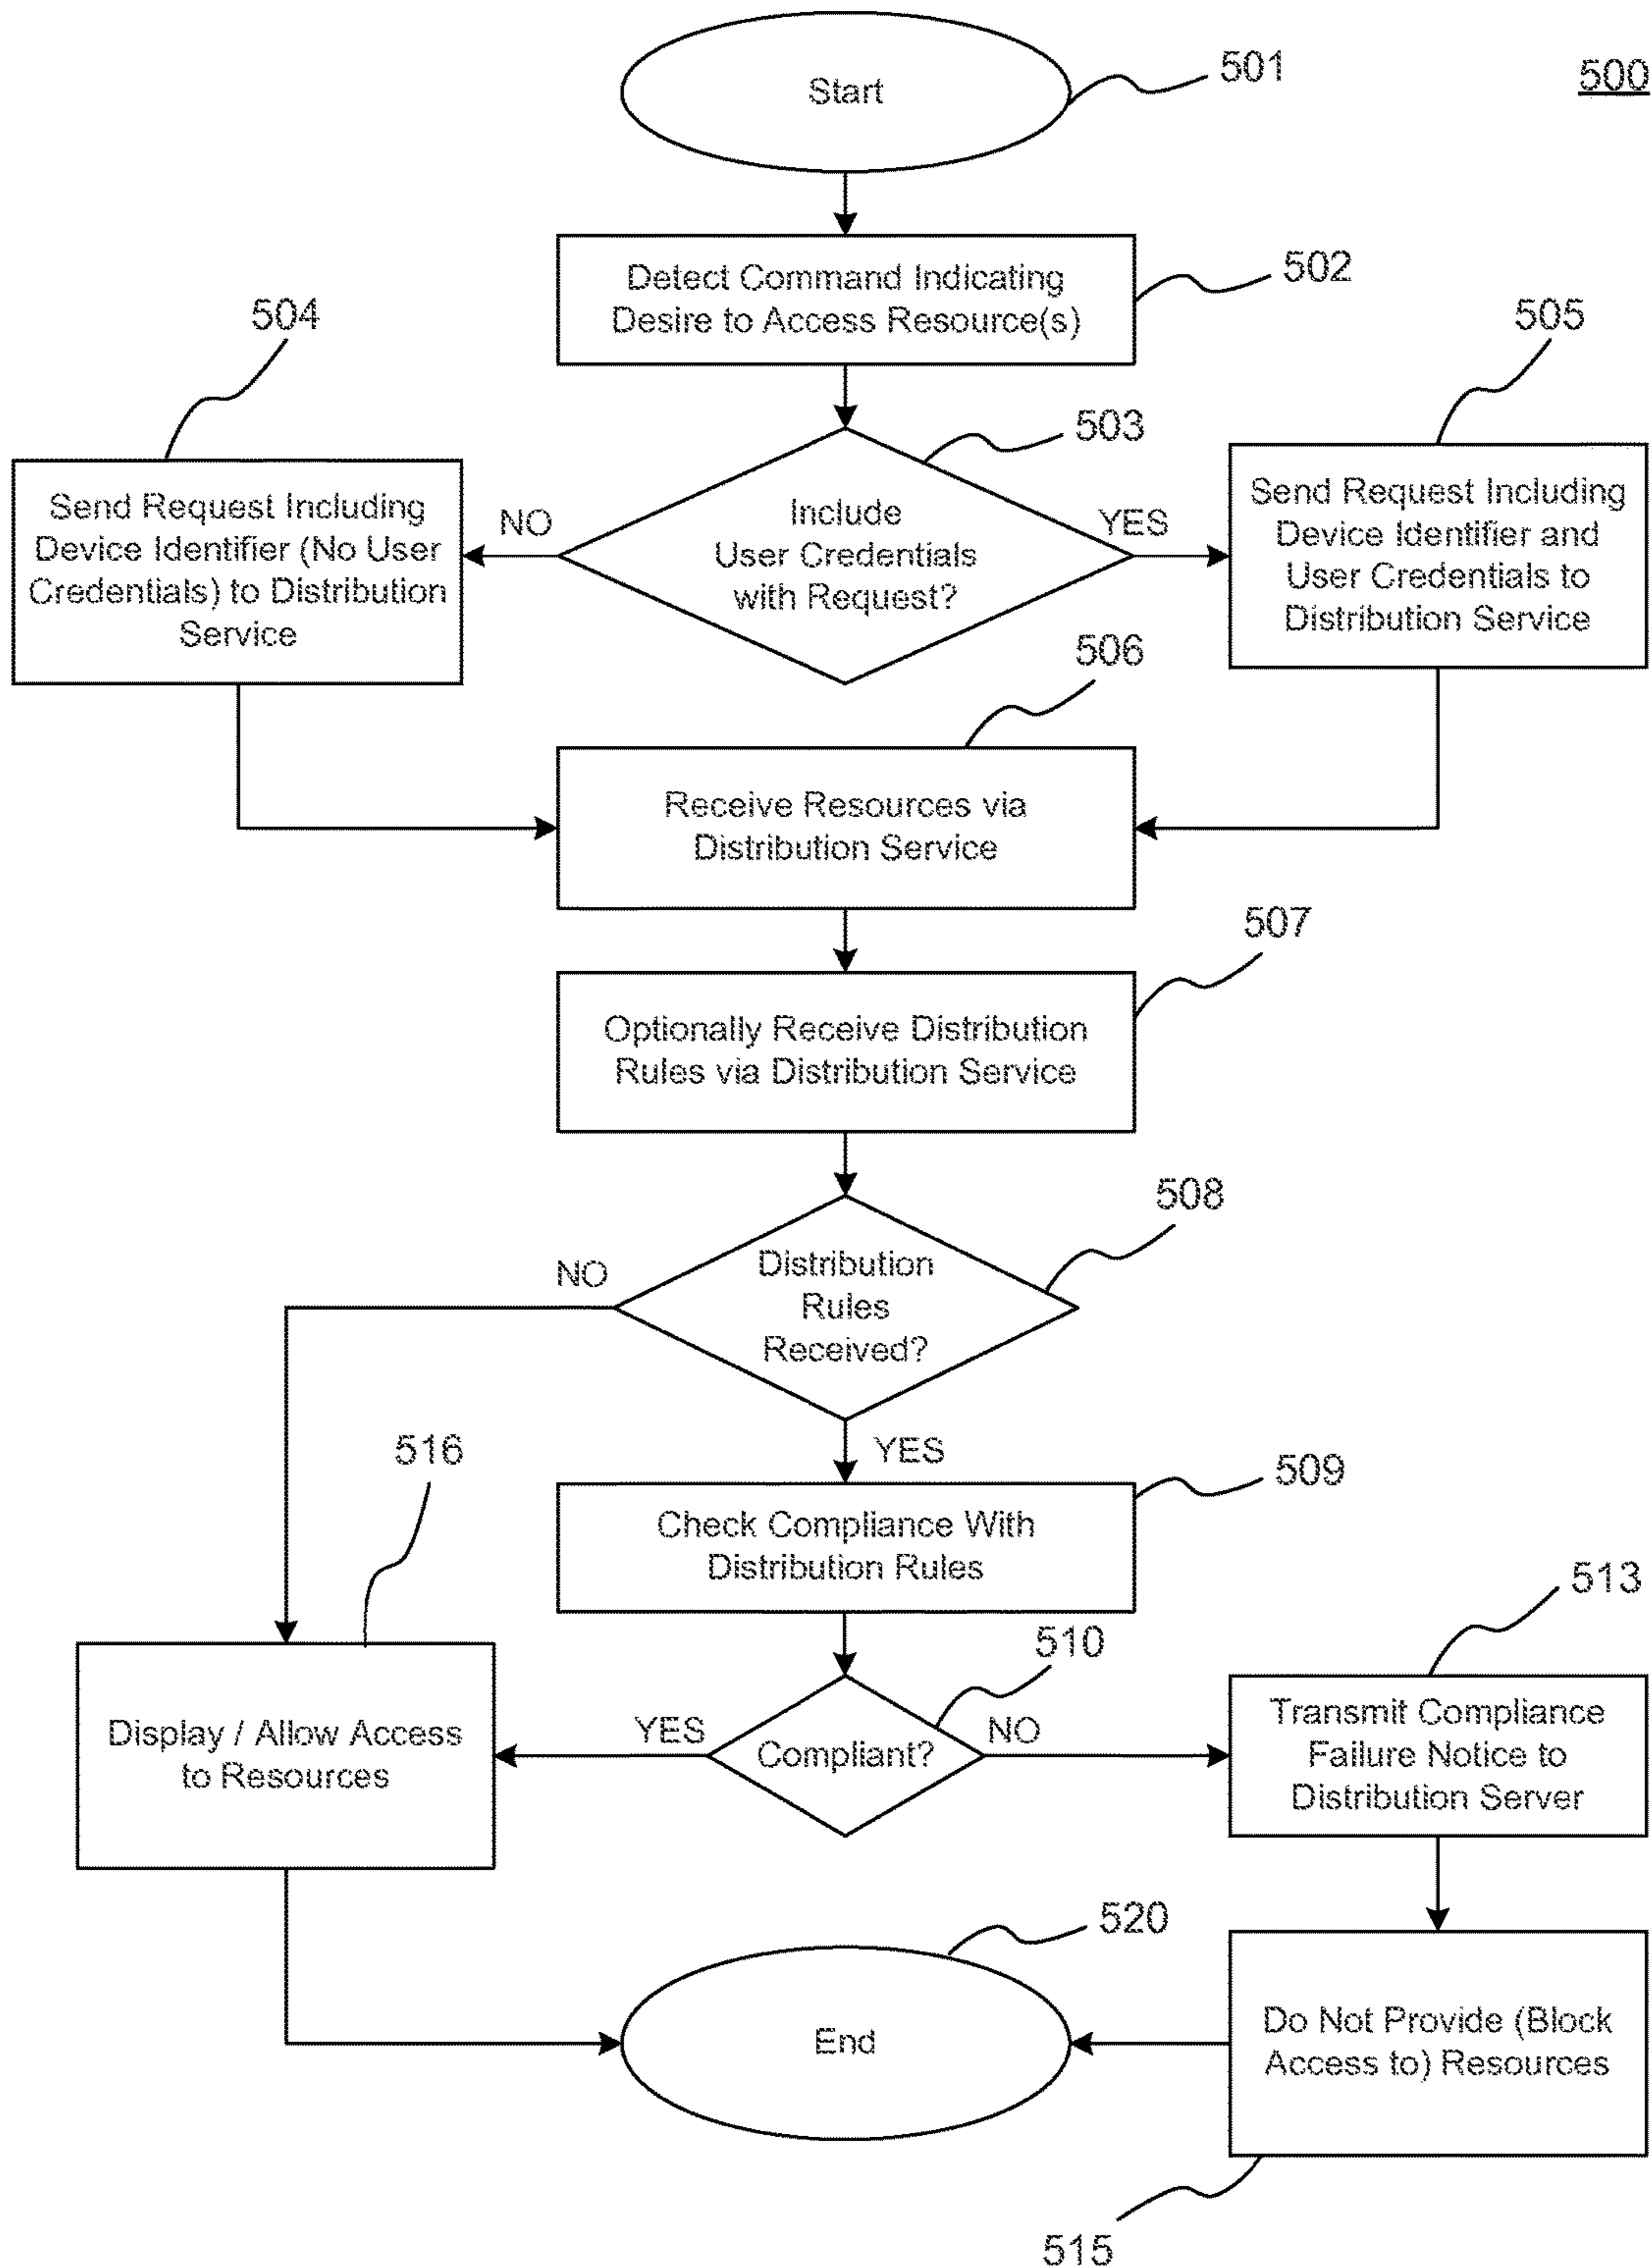 501
500
Start
Detect Command Indicating
Desire to Access Resource(s)
502
504
505
503
Send Request Including
Device Identifier (No User
Credentials) to Distribution
Service
NO
Include
User Credentials
with Request?
YES
Send Request Including
Device Identifier and
User Credentials to
Distribution Service
506
Receive Resources via
Distribution Service
507
Optionally Receive Distribution
Rules via Distribution Service
508
NO
Distribution
Rules
Received?
YES
516
509
Check Compliance With
Distribution Rules
513
510
Display / Allow Access
to Resources
YES
Compliant?
NO
Transmit Compliance
Failure Notice to
Distribution Server
520
End
Do Not Provide (Block
Access to) Resources
515